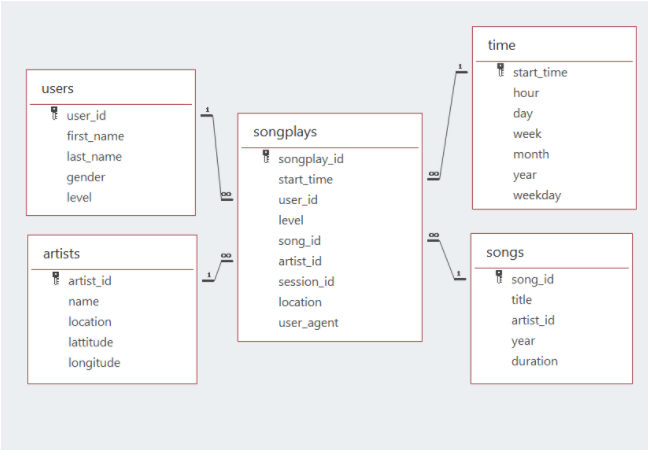 users
user_id
first_name
last_name
gender
level
artists
artist_id
name
location
lattitude
longitude
songplays
songplay_id
start_time
user_id
level
song_id
artist_id
session_id
location
user_agent
time
start_time
hour
day
week
month
year
weekday
songs
song_id
title
artist_id
year
duration
1
∞
1
∞
1
∞
1
∞